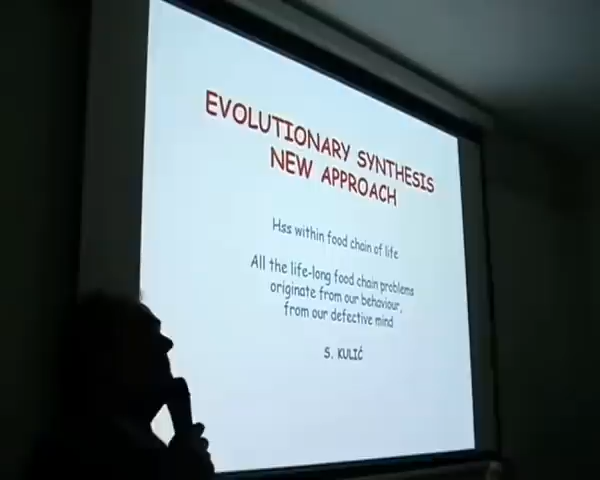 EVOLUTIONARY SYNTHESIS
NEW APPROACH
Hss within food chain of life
All the life-long food chain problems
originate from our behaviour,
from our defective mind
S. KULIĆ